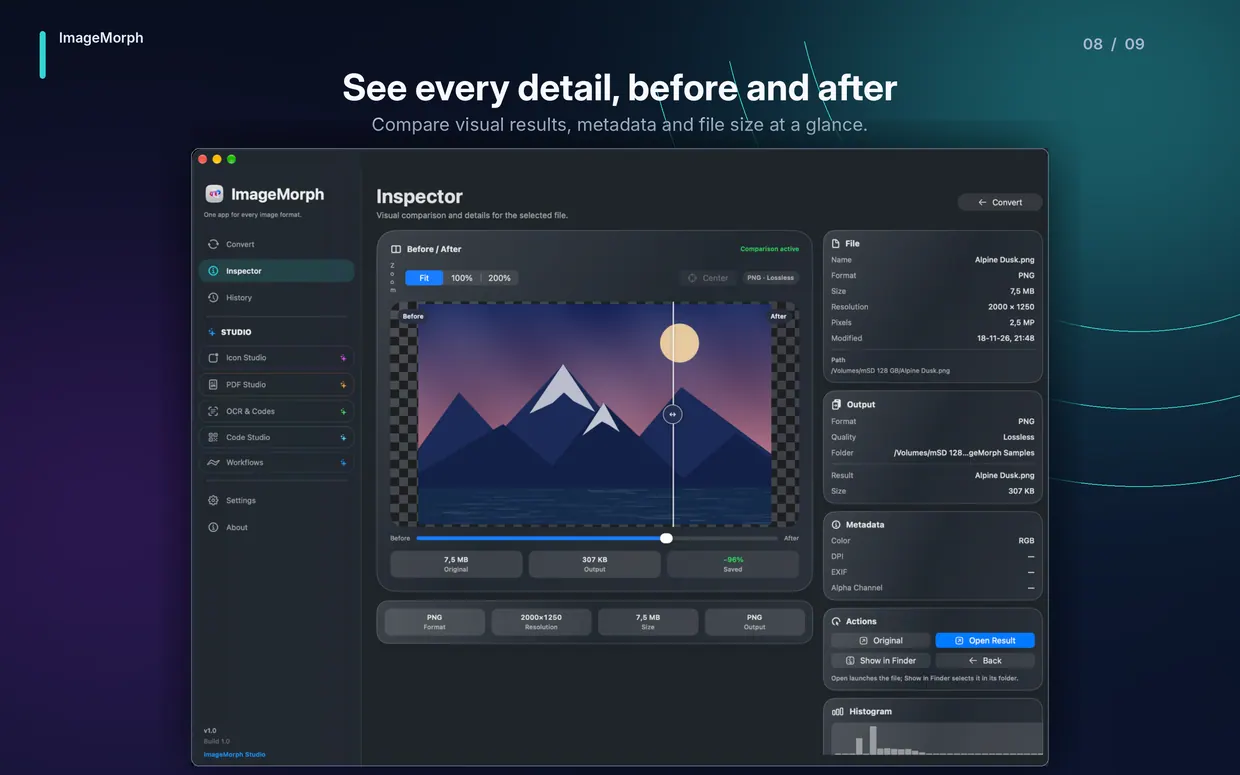 ImageMorph
08 / 09
See every detail, before and after
Compare visual results, metadata and file size at a glance.
ImageMorph
One app for every image format.
Convert
Inspector
History
STUDIO
Icon Studio
PDF Studio
OCR & Codes
Code Studio
Workflows
Settings
About
v1.0
Build 1.0
ImageMorph Studio
Inspector
Visual comparison and details for the selected file.
← Convert
Before / After
Comparison active
Zoom
Fit 100% 200%
Center
PNG · Lossless
Before
After
Before
After
7,5 MB
Original
307 KB
Output
-96%
Saved
PNG
Format
2000×1250
Resolution
7,5 MB
Size
PNG
Output
File
Name Alpine Dusk.png
Format PNG
Size 7,5 MB
Resolution 2000 × 1250
Pixels 2,5 MP
Modified 18-11-26, 21:48
Path
/Volumes/mSD 128 GB/Alpine Dusk.png
Output
Format PNG
Quality Lossless
Folder /Volumes/mSD 128...geMorph Samples
Result Alpine Dusk.png
Size 307 KB
Metadata
Color RGB
DPI —
EXIF —
Alpha Channel —
Actions
Original
Open Result
Show in Finder
← Back
Open launches the file; Show in Finder selects it in its folder.
Histogram